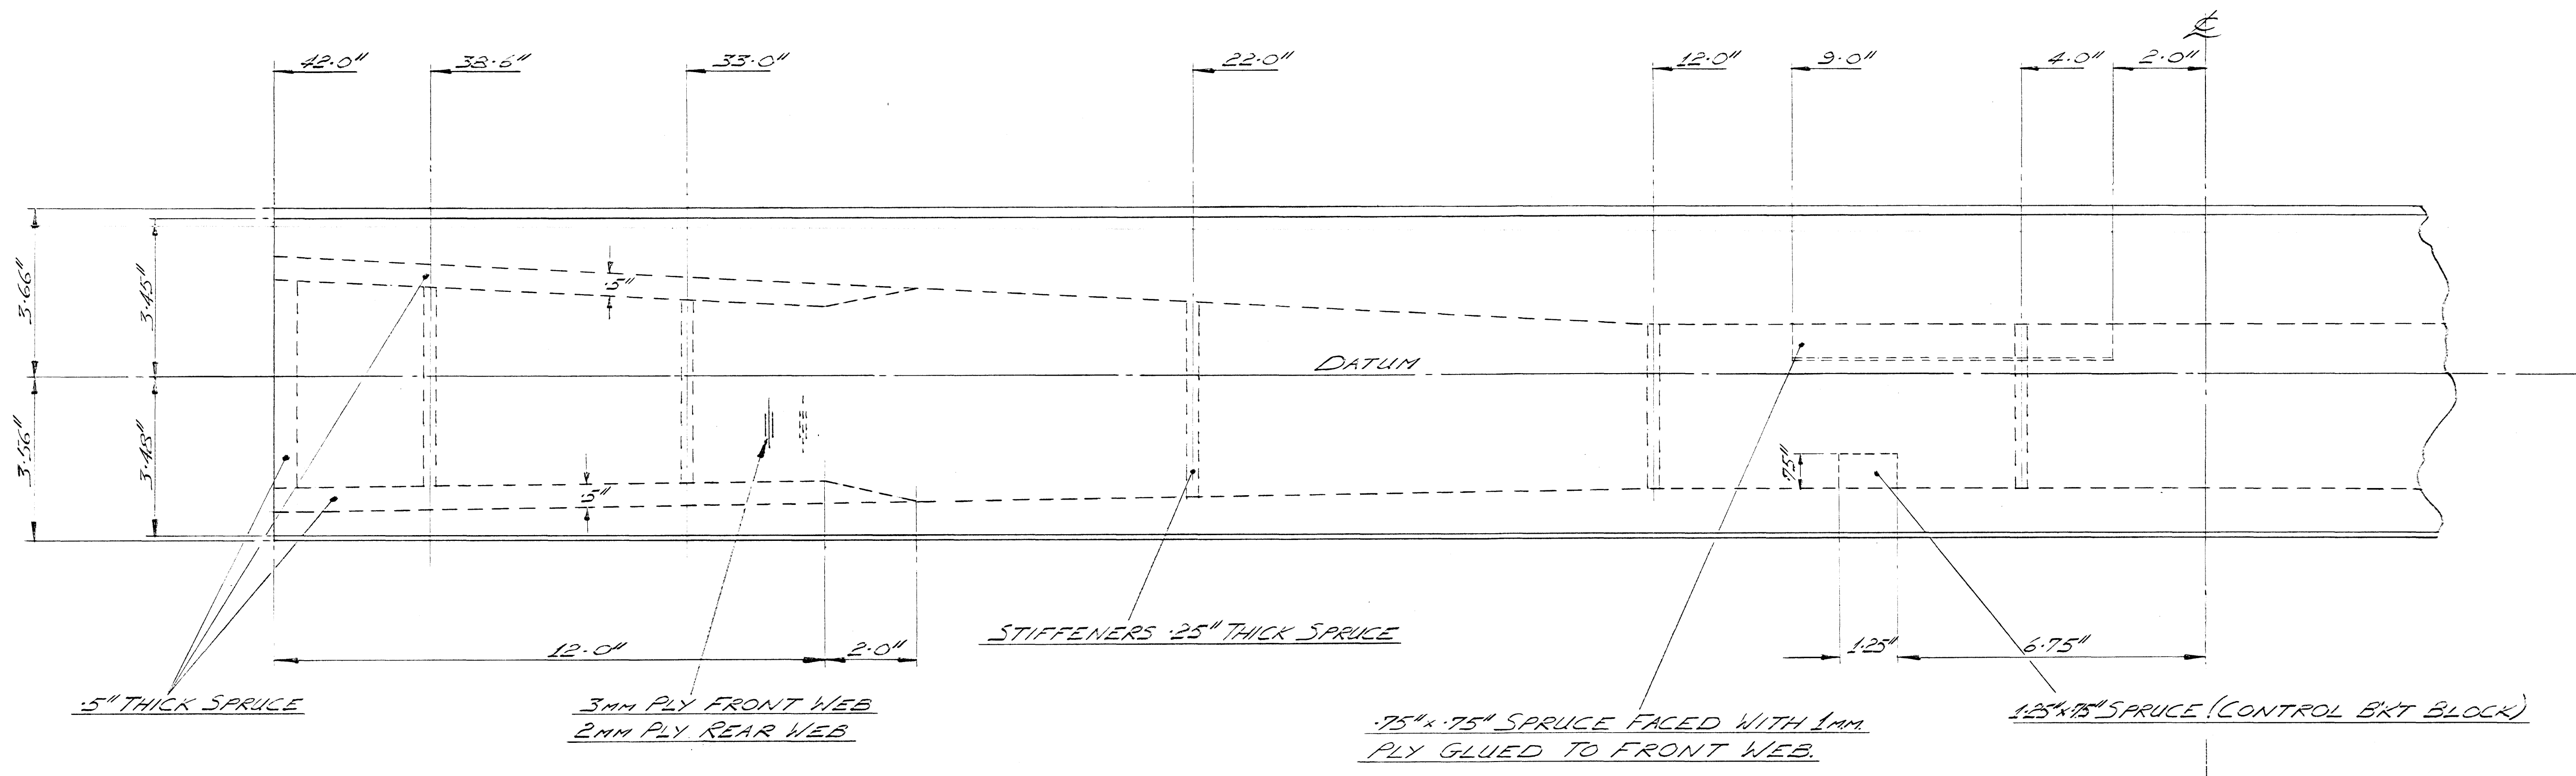 ℄
42·0" 38·6" 33·0" 22·0" 12·0" 9·0" 4·0" 2·0"
3·66"
3·45"
·5"
DATUM
3·56"
3·48"
·5"
·75"
STIFFENERS ·25" THICK SPRUCE
12·0" 2·0"
1·25" 6·75"
·5" THICK SPRUCE
3MM PLY FRONT WEB
2MM PLY REAR WEB
·75" x ·75" SPRUCE FACED WITH 1MM.
PLY GLUED TO FRONT WEB.
1·25"x·75" SPRUCE (CONTROL BKT BLOCK)